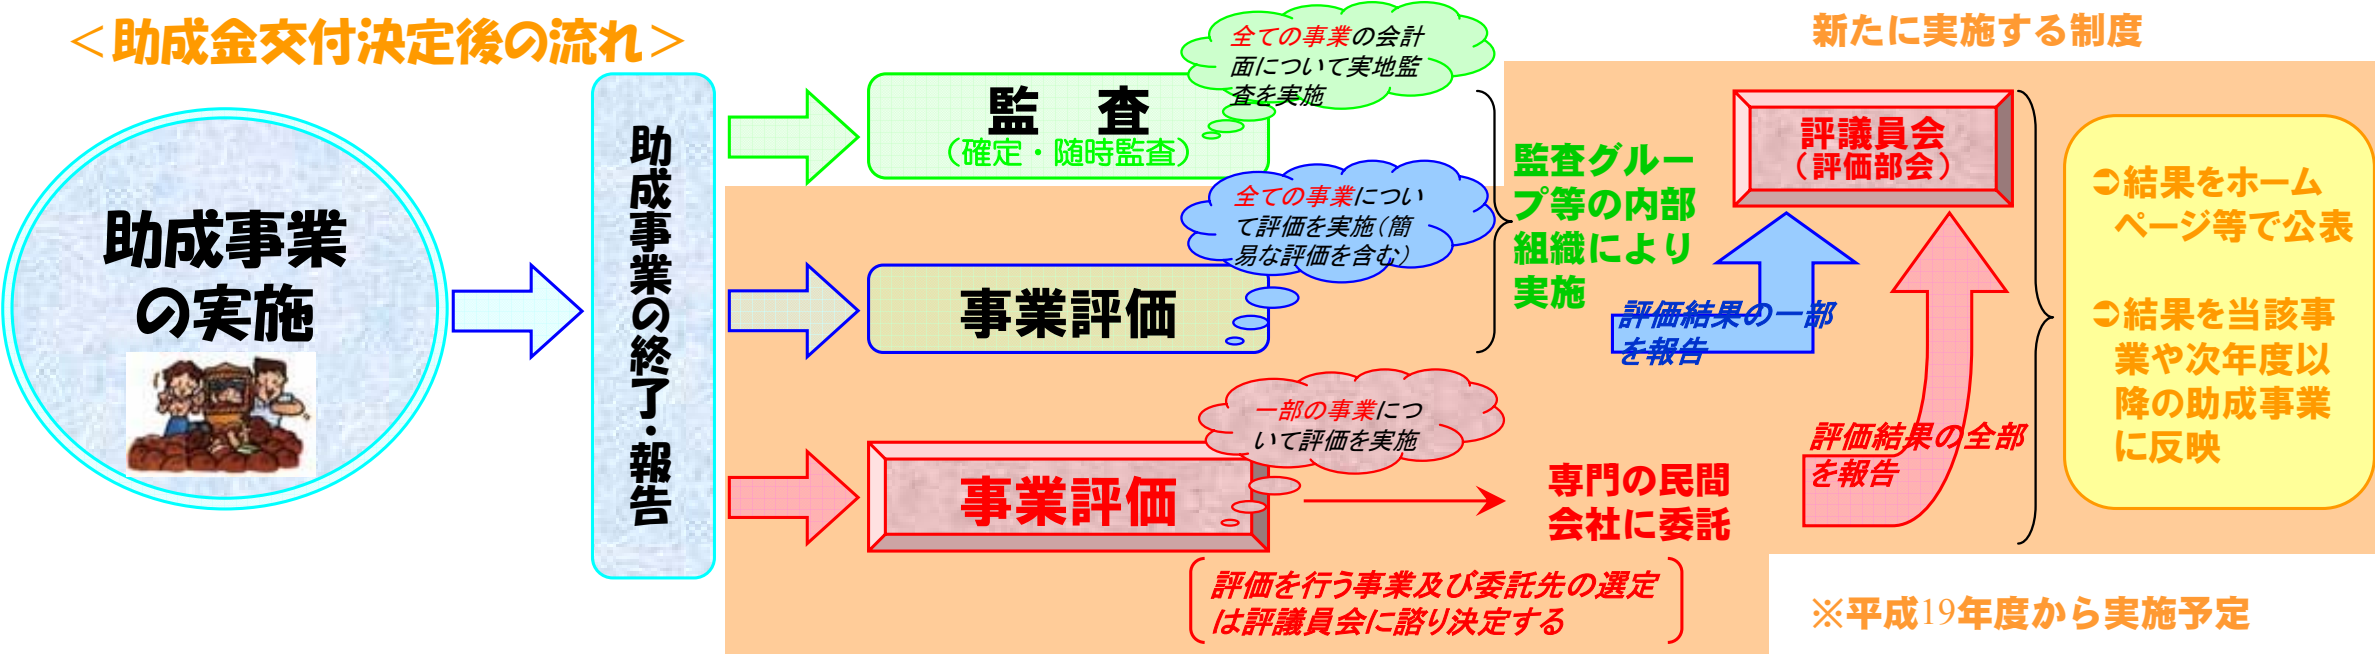 ＜助成金交付決定後の流れ＞
助成事業
の実施
助成事業の終了・報告
監　査
（確定・随時監査）
全ての事業の会計
面について実地監
査を実施
事業評価
全ての事業につい
て評価を実施（簡
易な評価を含む）
事業評価
一部の事業につ
いて評価を実施
監査グルー
プ等の内部
組織により
実施
専門の民間
会社に委託
評価を行う事業及び委託先の選定
は評議員会に諮り決定する
新たに実施する制度
評議員会
（評価部会）
評価結果の一部
を報告
評価結果の全部
を報告
➲結果をホーム
ページ等で公表
➲結果を当該事
業や次年度以
降の助成事業
に反映
※平成19年度から実施予定